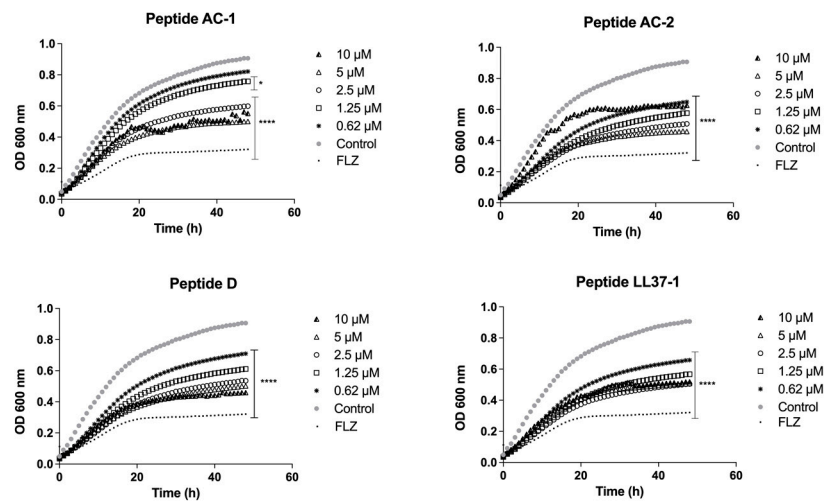 Peptide AC-1
OD 600 nm
1.0
0.8
0.6
0.4
0.2
0.0
0
20
40
60
Time (h)
*
****
10 µM
5 µM
2.5 µM
1.25 µM
0.62 µM
Control
FLZ
Peptide AC-2
OD 600 nm
1.0
0.8
0.6
0.4
0.2
0.0
0
20
40
60
Time (h)
****
10 µM
5 µM
2.5 µM
1.25 µM
0.62 µM
Control
FLZ
Peptide D
OD 600 nm
1.0
0.8
0.6
0.4
0.2
0.0
0
20
40
60
Time (h)
****
10 µM
5 µM
2.5 µM
1.25 µM
0.62 µM
Control
FLZ
Peptide LL37-1
OD 600 nm
1.0
0.8
0.6
0.4
0.2
0.0
0
20
40
60
Time (h)
****
10 µM
5 µM
2.5 µM
1.25 µM
0.62 µM
Control
FLZ